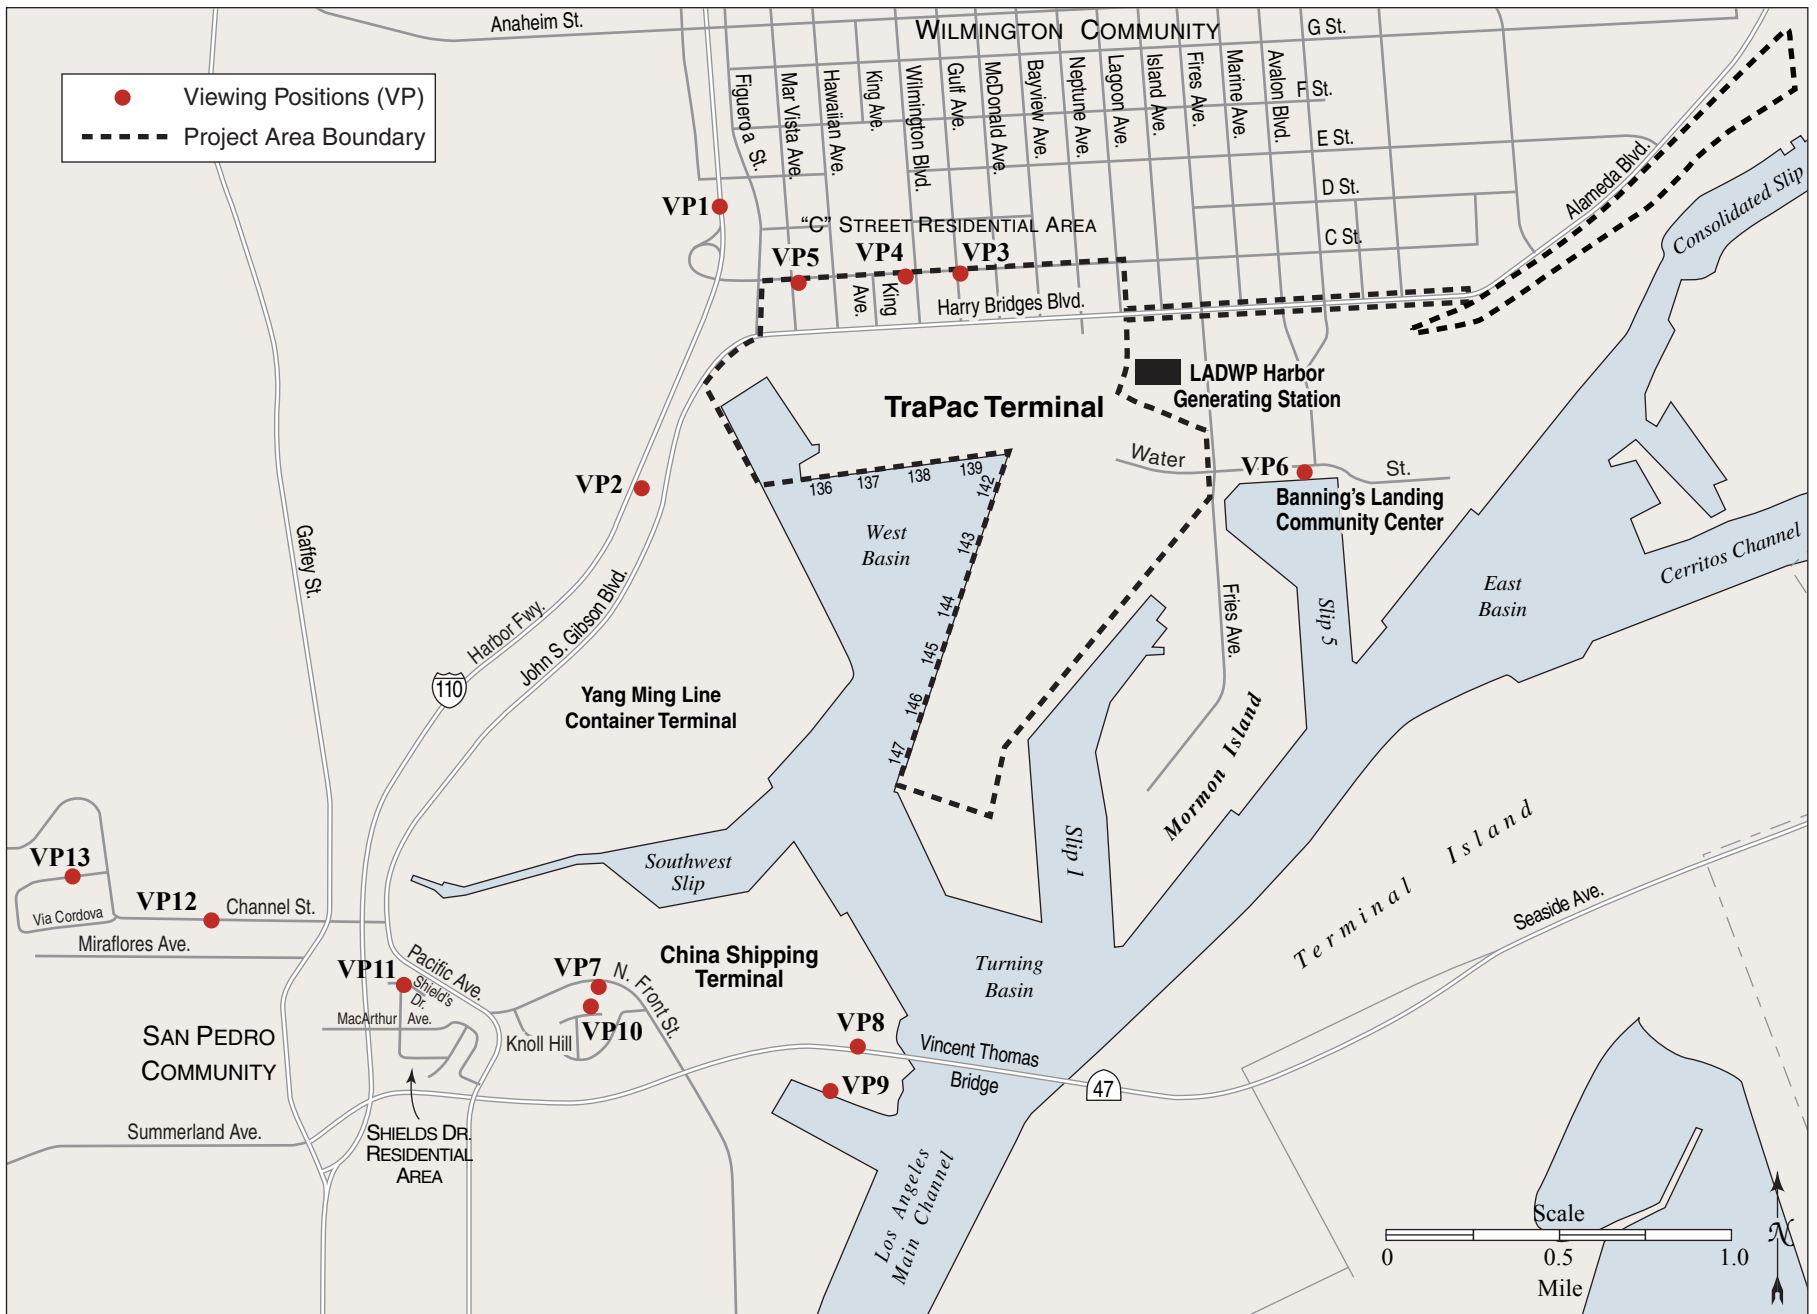 Anaheim St.
WILMINGTON COMMUNITY
G St.
Viewing Positions (VP)
Project Area Boundary
Figueroa St.
Mar Vista Ave.
Hawaiian Ave.
King Ave.
Wilmington Blvd.
Gulf Ave.
McDonald Ave.
Bayview Ave.
Neptune Ave.
Lagoon Ave.
Island Ave.
Fires Ave.
Marine Ave.
Avalon Blvd.
F St.
E St.
D St.
C St.
Alameda Blvd.
Consolidated Slip
VP1
"C" STREET RESIDENTIAL AREA
VP5
VP4
VP3
King
Ave.
Harry Bridges Blvd.
LADWP Harbor
Generating Station
TraPac Terminal
Water
St.
VP6
Banning's Landing
Community Center
VP2
136
137
138
139
142
143
144
145
146
147
West
Basin
East
Basin
Cerritos Channel
Gaffey St.
Harbor Fwy.
John S. Gibson Blvd.
110
Fries Ave.
Slip 5
Yang Ming Line
Container Terminal
Mormon Island
Slip 1
Terminal Island
Seaside Ave.
Southwest
Slip
VP13
Via Cordova
VP12
Channel St.
Miraflores Ave.
China Shipping
Terminal
Turning
Basin
VP11
Pacific Ave.
Shield's
Dr.
MacArthur Ave.
VP7
N. Front St.
VP10
Knoll Hill
SAN PEDRO
COMMUNITY
VP8
Vincent Thomas
Bridge
47
VP9
Summerland Ave.
SHIELDS DR.
RESIDENTIAL
AREA
Los Angeles
Main Channel
Scale
0
0.5
1.0
Mile
N